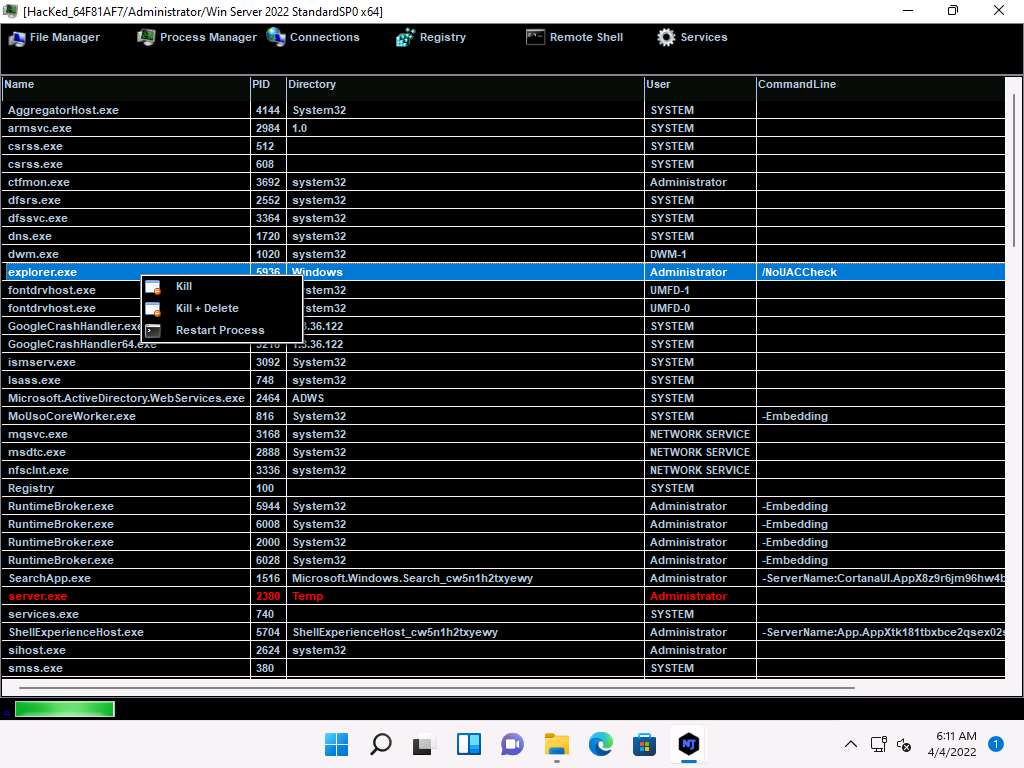 [HacKed_64F81AF7/Administrator/Win Server 2022 StandardSP0 x64]
File Manager Process Manager Connections Registry Remote Shell Services
Name PID Directory User CommandLine
AggregatorHost.exe 4144 System32 SYSTEM
armsvc.exe 2984 1.0 SYSTEM
csrss.exe 512 SYSTEM
csrss.exe 608 SYSTEM
ctfmon.exe 3692 system32 Administrator
dfsrs.exe 2552 system32 SYSTEM
dfssvc.exe 3364 system32 SYSTEM
dns.exe 1720 system32 SYSTEM
dwm.exe 1020 system32 DWM-1
explorer.exe 5936 Windows Administrator /NoUACCheck
Kill
fontdrvhost.exe UMFD-1
Kill + Delete
fontdrvhost.exe UMFD-0
GoogleCrashHandler.exe 36.122 SYSTEM
Restart Process
GoogleCrashHandler64.exe 3216 1.3.36.122 SYSTEM
ismserv.exe 3092 System32 SYSTEM
lsass.exe 748 system32 SYSTEM
Microsoft.ActiveDirectory.WebServices.exe 2464 ADWS SYSTEM
MoUsoCoreWorker.exe 816 System32 SYSTEM -Embedding
mqsvc.exe 3168 system32 NETWORK SERVICE
msdtc.exe 2888 System32 NETWORK SERVICE
nfsclnt.exe 3336 system32 NETWORK SERVICE
Registry 100 SYSTEM
RuntimeBroker.exe 5944 System32 Administrator -Embedding
RuntimeBroker.exe 6008 System32 Administrator -Embedding
RuntimeBroker.exe 2000 System32 Administrator -Embedding
RuntimeBroker.exe 6028 System32 Administrator -Embedding
SearchApp.exe 1516 Microsoft.Windows.Search_cw5n1h2txyewy Administrator -ServerName:CortanaUI.AppX8z9r6jm96hw4b
server.exe 2380 Temp Administrator
services.exe 740 SYSTEM
ShellExperienceHost.exe 5704 ShellExperienceHost_cw5n1h2txyewy Administrator -ServerName:App.AppXtk181tbxbce2qsex02s
sihost.exe 2624 system32 Administrator
smss.exe 380 SYSTEM
6:11 AM
4/4/2022
1